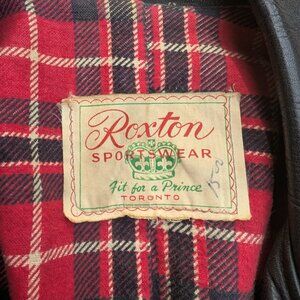 Roxton
SPORTSWEAR
Fit for a Prince
TORONTO